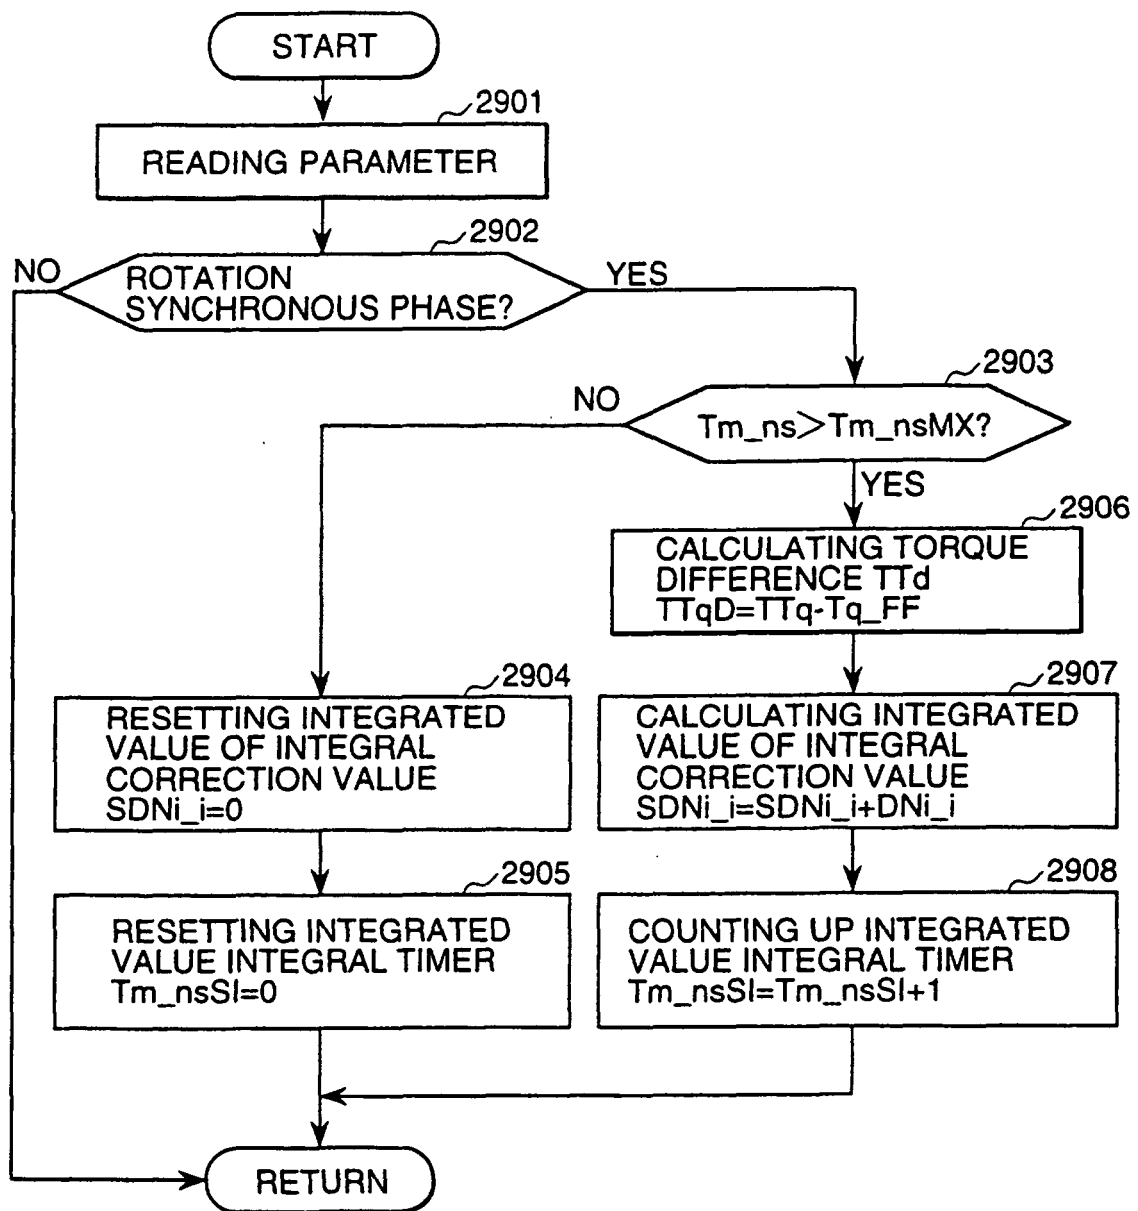 START
2901
READING PARAMETER
2902
NO
ROTATION
SYNCHRONOUS PHASE?
YES
2903
NO
Tm_ns>Tm_nsMX?
YES
2906
CALCULATING TORQUE
DIFFERENCE TTd
TTqD=TTq-Tq_FF
2904
RESETTING INTEGRATED
VALUE OF INTEGRAL
CORRECTION VALUE
SDNi_i=0
2907
CALCULATING INTEGRATED
VALUE OF INTEGRAL
CORRECTION VALUE
SDNi_i=SDNi_i+DNi_i
2905
RESETTING INTEGRATED
VALUE INTEGRAL TIMER
Tm_nsSI=0
2908
COUNTING UP INTEGRATED
VALUE INTEGRAL TIMER
Tm_nsSI=Tm_nsSI+1
RETURN